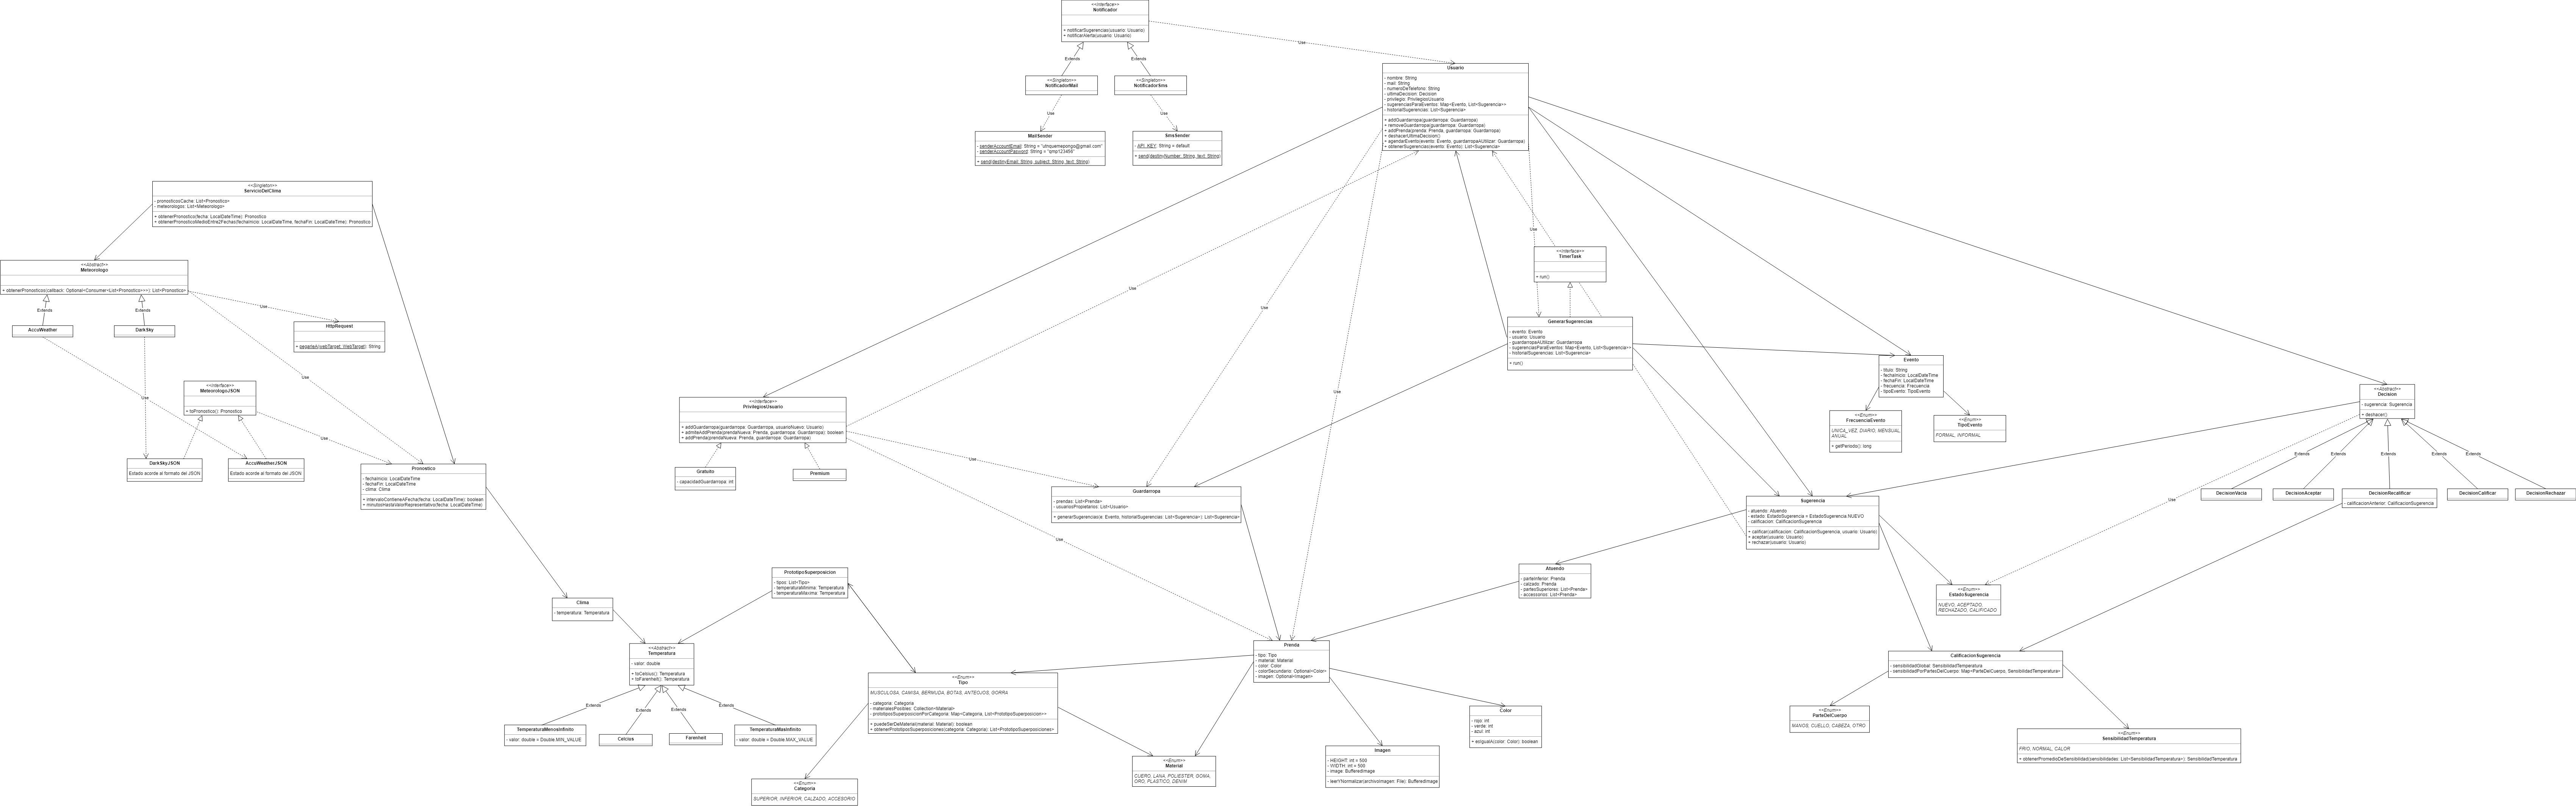 <<Interface>>
Notificador
+ notificarSugerencias(usuario: Usuario)
+ notificarAlerta(usuario: Usuario)
Use
Extends
Extends
<<Singleton>>
NotificadorMail
<<Singleton>>
NotificadorSms
Use
Use
MailSender
- senderAccountEmail: String = "utnquemepongo@gmail.com"
- senderAccountPasword: String = "qmp123456"
+ send(destinyEmail: String, subject: String, text: String)
SmsSender
- API_KEY: String = default
+ send(destinyNumber: String, text: String)
Usuario
- nombre: String
- mail: String
- numeroDeTelefono: String
- ultimaDecision: Decision
- privilegio: PrivilegiosUsuario
- sugerenciasParaEventos: Map<Evento, List<Sugerencia>>
- historialSugerencias: List<Sugerencia>
+ addGuardarropa(guardarropa: Guardarropa)
+ removeGuardarropa(guardarropa: Guardarropa)
+ addPrenda(prenda: Prenda, guardarropa: Guardarropa)
+ deshacerUltimaDecision()
+ agendarEvento(evento: Evento, guardarropaAUtilizar: Guardarropa)
+ obtenerSugerencias(evento: Evento): List<Sugerencia>
<<Singleton>>
ServicioDelClima
- pronosticosCache: List<Pronostico>
- meteorologos: List<Meteorologo>
+ obtenerPronostico(fecha: LocalDateTime): Pronostico
+ obtenerPronosticoMedioEntre2Fechas(fechaInicio: LocalDateTime, fechaFin: LocalDateTime): Pronostico
Use
<<Interface>>
TimerTask
+ run()
<<Abstract>>
Meteorologo
+ obtenerPronosticos(callback: Optional<Consumer<List<Pronostico>>>): List<Pronostico>
Use
Use
Use
Extends
Extends
AccuWeather
DarkSky
HttpRequest
+ pegarleA(webTarget: WebTarget): String
GenerarSugerencias
- evento: Evento
- usuario: Usuario
- guardarropaAUtilizar: Guardarropa
- sugerenciasParaEventos: Map<Evento, List<Sugerencia>>
- historialSugerencias: List<Sugerencia>
+ run()
Evento
- titulo: String
- fechaInicio: LocalDateTime
- fechaFin: LocalDateTime
- frecuencia: Frecuencia
- tipoEvento: TipoEvento
Use
<<Interface>>
MeteorologoJSON
+ toPronostico(): Pronostico
Use
Use
<<Abstract>>
Decision
- sugerencia: Sugerencia
+ deshacer()
<<Interface>>
PrivilegiosUsuario
+ addGuardarropa(guardarropa: Guardarropa, usuarioNuevo: Usuario)
+ admiteAddPrenda(prendaNueva: Prenda, guardarropa: Guardarropa): boolean
+ addPrenda(prendaNueva: Prenda, guardarropa: Guardarropa)
<<Enum>>
FrecuenciaEvento
UNICA_VEZ, DIARIO, MENSUAL,
ANUAL
+ getPeriodo(): long
<<Enum>>
TipoEvento
FORMAL, INFORMAL
Use
Extends
Extends
Extends
Extends
Extends
Use
DarkSkyJSON
Estado acorde al formato del JSON
AccuWeatherJSON
Estado acorde al formato del JSON
Use
Pronostico
- fechaInicio: LocalDateTime
- fechaFin: LocalDateTime
- clima: Clima
+ intervaloContieneAFecha(fecha: LocalDateTime): boolean
+ minutosHastaValorRepresentativo(fecha: LocalDateTime)
Gratuito
- capacidadGuardarropa: int
Premium
Guardarropa
- prendas: List<Prenda>
- usuariosPropietarios: List<Usuario>
+ generarSugerencias(e: Evento, historialSugerencias: List<Sugerencia>): List<Sugerencia>
DecisionVacia
DecisionAceptar
DecisionRecalificar
- calificacionAnterior: CalificacionSugerencia
DecisionCalificar
DecisionRechazar
Sugerencia
- atuendo: Atuendo
- estado: EstadoSugerencia = EstadoSugerencia.NUEVO
- calificacion: CalificacionSugerencia
+ calificar(calificacion: CalificacionSugerencia, usuario: Usuario)
+ aceptar(usuario: Usuario)
+ rechazar(usuario: Usuario)
Use
Atuendo
- parteInferior: Prenda
- calzado: Prenda
- partesSuperiores: List<Prenda>
- accessorios: List<Prenda>
PrototipoSuperposicion
- tipos: List<Tipo>
- temperaturaMinima: Temperatura
- temperaturaMaxima: Temperatura
<<Enum>>
EstadoSugerencia
NUEVO, ACEPTADO,
RECHAZADO, CALIFICADO
Clima
- temperatura: Temperatura
<<Abstract>>
Temperatura
- valor: double
+ toCelsius(): Temperatura
+ toFarenheit(): Temperatura
Prenda
- tipo: Tipo
- material: Material
- color: Color
- colorSecundario: Optional<Color>
- imagen: Optional<Imagen>
CalificacionSugerencia
- sensibilidadGlobal: SensibilidadTemperatura
- sensibilidadPorPartesDelCuerpo: Map<ParteDelCuerpo, SensibilidadTemperatura>
<<Enum>>
Tipo
MUSCULOSA, CAMISA, BERMUDA, BOTAS, ANTEOJOS, GORRA
- categoria: Categoria
- materialesPosibles: Collection<Material>
- prototiposSuperposicionPorCategoria: Map<Categoria, List<PrototipoSuperposicion>>
+ puedeSerDeMaterial(material: Material): boolean
+ obtenerPrototipoSuperposiciones(categoria: Categoria): List<PrototipoSuperposiciones>
Extends
Extends
Extends
Extends
TemperaturaMenosInfinito
- valor: double = Double.MIN_VALUE
Celcius
Farenheit
TemperaturaMasInfinito
- valor: double = Double.MAX_VALUE
Color
- rojo: int
- verde: int
- azul: int
+ esIgualA(color: Color): boolean
<<Enum>>
ParteDelCuerpo
MANOS, CUELLO, CABEZA, OTRO
<<Enum>>
SensibilidadTemperatura
FRIO, NORMAL, CALOR
+ obtenerPromedioDeSensibilidad(sensibilidades: List<SensibilidadTemperatura>): SensibilidadTemperatura
Imagen
- HEIGHT: int = 500
- WIDTH: int = 500
- image: BufferedImage
- leerYNormalizar(archivoImagen: File): BufferedImage
<<Enum>>
Material
CUERO, LANA, POLIESTER, GOMA,
ORO, PLASTICO, DENIM
<<Enum>>
Categoria
SUPERIOR, INFERIOR, CALZADO, ACCESORIO